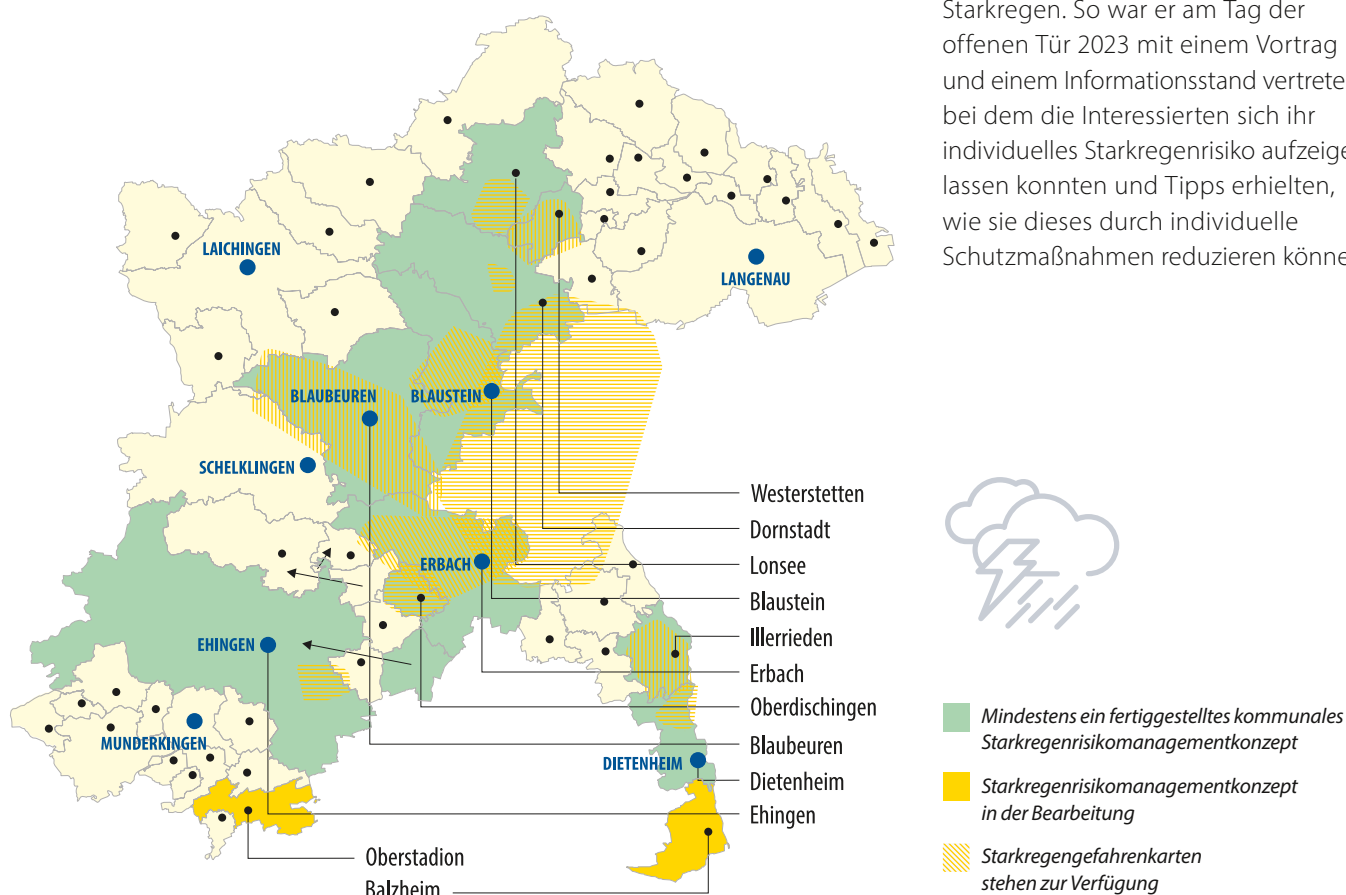 Starkregen. So war er am Tag der
offenen Tür 2023 mit einem Vortrag
und einem Informationsstand vertrete
bei dem die Interessierten sich ihr
individuelles Starkregenrisiko aufzeige
lassen konnten und Tipps erhielten,
wie sie dieses durch individuelle
Schutzmaßnahmen reduzieren könne
LAICHINGEN
LANGENAU
BLAUBEUREN
BLAUSTEIN
SCHELKLINGEN
ERBACH
EHINGEN
MUNDERKINGEN
DIETENHEIM
Westerstetten
Dornstadt
Lonsee
Blaustein
Illerrieden
Erbach
Oberdischingen
Blaubeuren
Dietenheim
Ehingen
Oberstadion
Balzheim
Mindestens ein fertiggestelltes kommunales
Starkregenrisikomanagementkonzept
Starkregenrisikomanagementkonzept
in der Bearbeitung
Starkregengefahrenkarten
stehen zur Verfügung